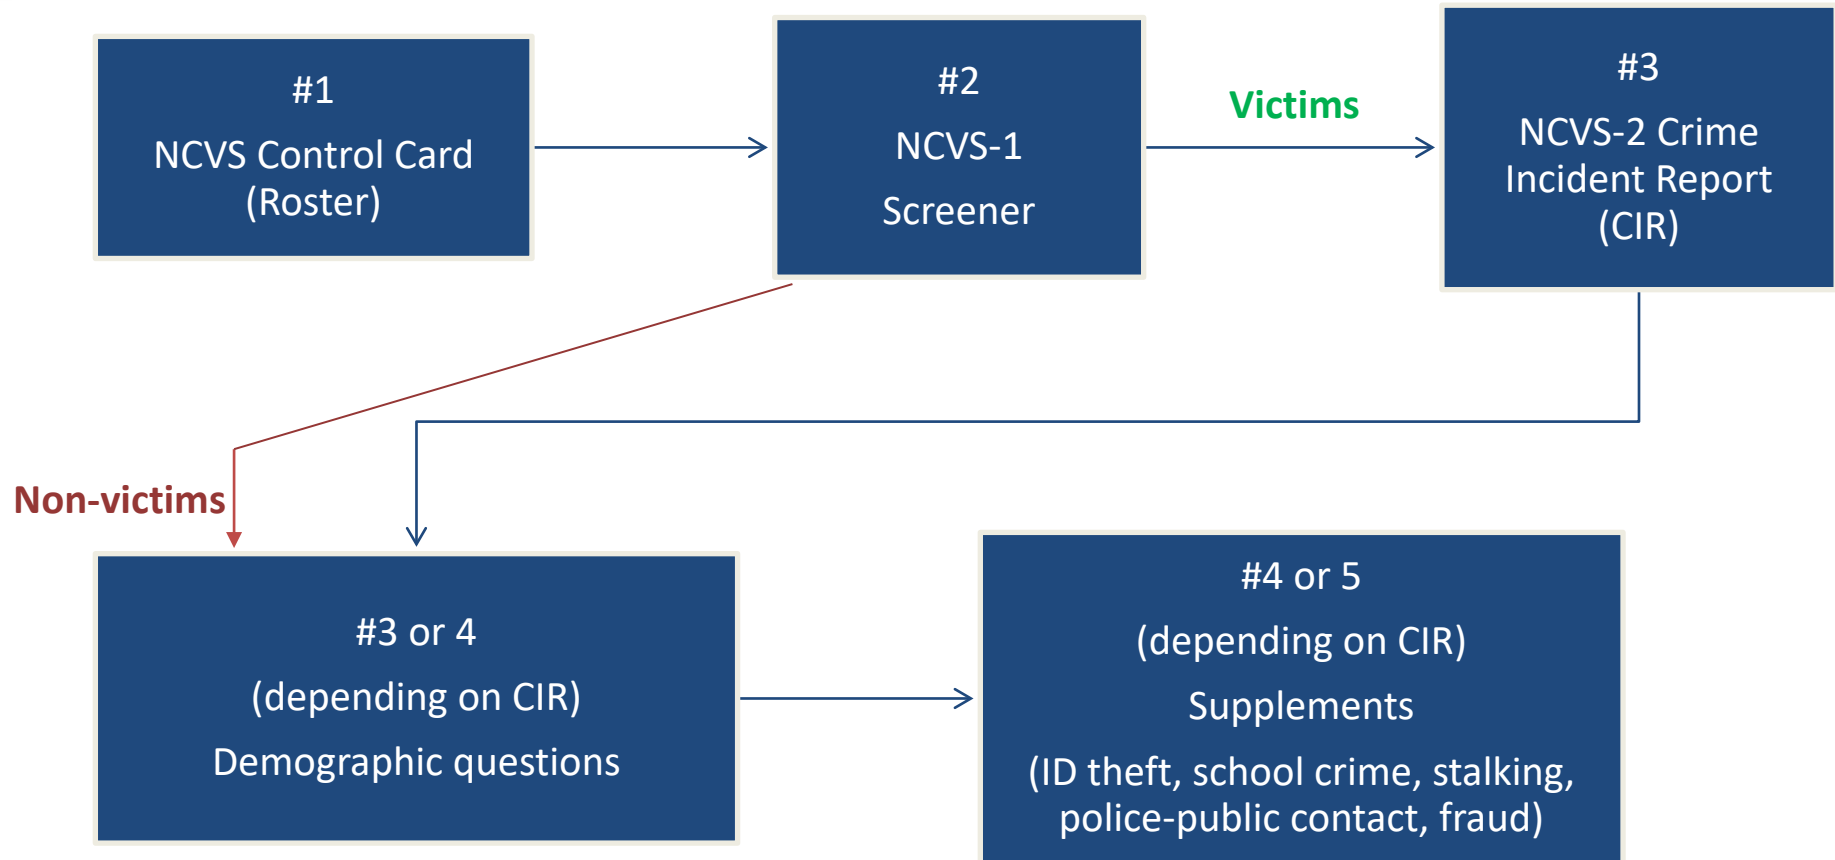 #1
NCVS Control Card
(Roster)
#2
NCVS-1
Screener
Victims
#3
NCVS-2 Crime
Incident Report
(CIR)
Non-victims
#3 or 4
(depending on CIR)
Demographic questions
#4 or 5
(depending on CIR)
Supplements
(ID theft, school crime, stalking,
police-public contact, fraud)